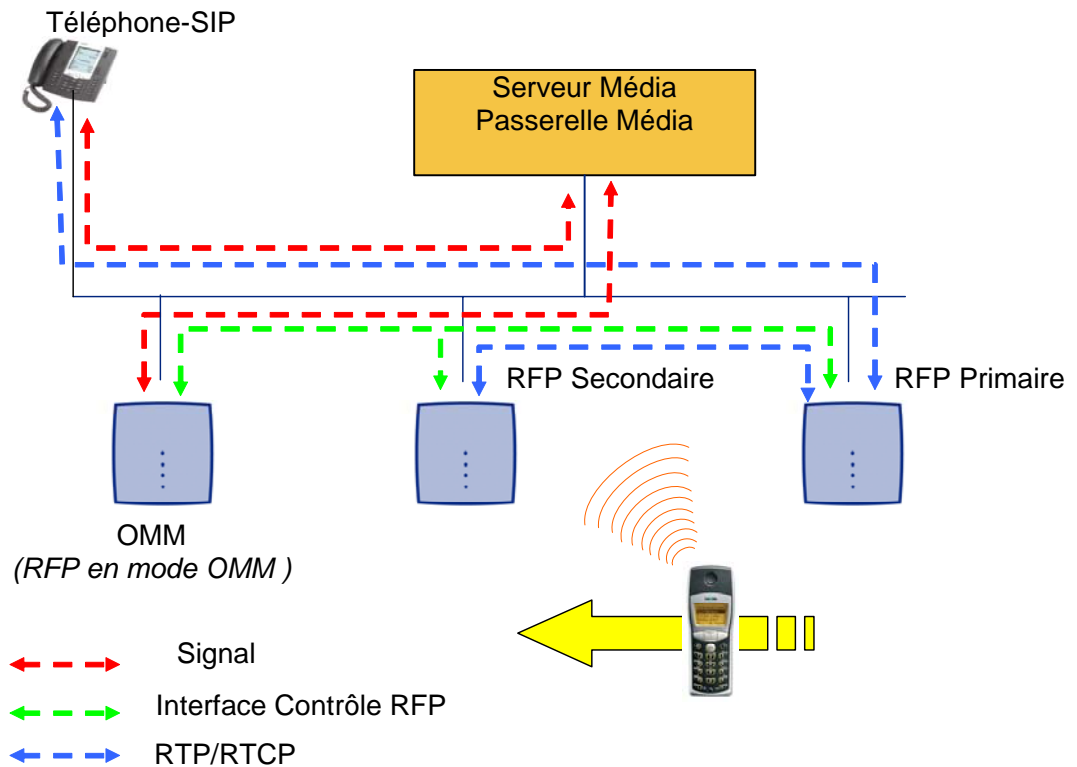 Téléphone-SIP
Serveur Média
Passerelle Média
RFP Secondaire
RFP Primaire
OMM
(RFP en mode OMM )
Signal
Interface Contrôle RFP
RTP/RTCP